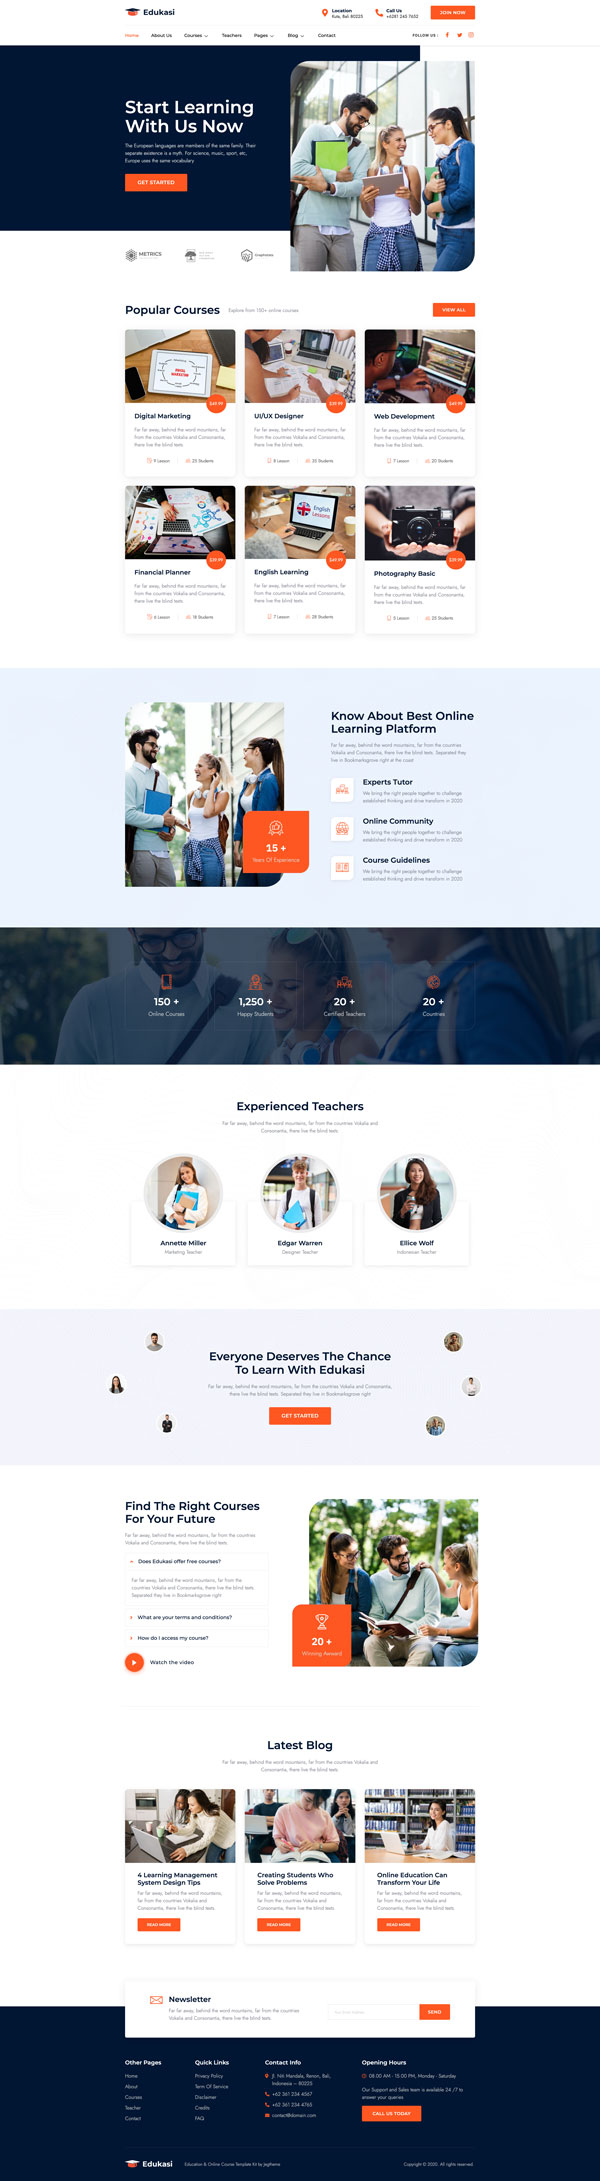 Edukasi
Location
Kuta, Bali 80225
Call Us
+6281 245 7652
JOIN NOW
Home
About Us
Courses
Teachers
Pages
Blog
Contact
FOLLOW US :
Start Learning
With Us Now
The European languages are members of the same family. Their
separate existence is a myth. For science, music, sport, etc,
Europe uses the same vocabulary.
GET STARTED
METRICS
Popular Courses
Explore from 100+ online courses
VIEW ALL
$49.99
Digital Marketing
Far far away, behind the word mountains, far
from the countries Vokalia and Consonantia,
there live the blind texts.
9 Lesson
25 Students
$39.99
UI/UX Designer
Far far away, behind the word mountains, far
from the countries Vokalia and Consonantia,
there live the blind texts.
8 Lesson
35 Students
$49.99
Web Development
Far far away, behind the word mountains, far
from the countries Vokalia and Consonantia,
there live the blind texts.
7 Lesson
20 Students
$39.99
Financial Planner
Far far away, behind the word mountains, far
from the countries Vokalia and Consonantia,
there live the blind texts.
6 Lesson
18 Students
English
Lessons
$49.99
English Learning
Far far away, behind the word mountains, far
from the countries Vokalia and Consonantia,
there live the blind texts.
7 Lesson
28 Students
$39.99
Photography Basic
Far far away, behind the word mountains, far
from the countries Vokalia and Consonantia,
there live the blind texts.
5 Lesson
25 Students
15 +
Years Of Experience
Know About Best Online
Learning Platform
Far far away, behind the word mountains, far from the countries
Vokalia and Consonantia, there live the blind texts. Separated they
live in Bookmarksgrove right at the coast
Experts Tutor
We bring the right people together to challenge
established thinking and drive transform in 2020
Online Community
We bring the right people together to challenge
established thinking and drive transform in 2020
Course Guidelines
We bring the right people together to challenge
established thinking and drive transform in 2020
150 +
Online Courses
1,250 +
Happy Students
20 +
Certified Teachers
20 +
Countries
Experienced Teachers
Far far away, behind the word mountains, far from the countries Vokalia and
Consonantia, there live the blind texts.
Annette Miller
Marketing Teacher
Edgar Warren
Designer Teacher
Ellice Wolf
Indonesian Teacher
Everyone Deserves The Chance
To Learn With Edukasi
Far far away, behind the word mountains, far from the countries Vokalia and Consonantia,
there live the blind texts. Separated they live in Bookmarksgrove right
GET STARTED
Find The Right Courses
For Your Future
Far far away, behind the word mountains, far from the countries
Vokalia and Consonantia, there live the blind texts.
Does Edukasi offer free courses?
Far far away, behind the word mountains, far from the
countries Vokalia and Consonantia, there live the blind texts.
Separated they live in Bookmarksgrove right
What are your terms and conditions?
How do I access my course?
Watch the video
20 +
Winning Award
Latest Blog
Far far away, behind the word mountains, far from the countries Vokalia and
Consonantia, there live the blind texts.
4 Learning Management
System Design Tips
Far far away, behind the word mountains,
far from the countries Vokalia and
Consonantia, there live the blind texts.
READ MORE
Creating Students Who
Solve Problems
Far far away, behind the word mountains,
far from the countries Vokalia and
Consonantia, there live the blind texts.
READ MORE
Online Education Can
Transform Your Life
Far far away, behind the word mountains,
far from the countries Vokalia and
Consonantia, there live the blind texts.
READ MORE
Newsletter
Far far away, behind the word mountains, far from the countries
Vokalia and Consonantia, there live the blind texts.
SEND
Other Pages
Home
About
Courses
Teacher
Contact
Quick Links
Privacy Policy
Term Of Service
Disclaimer
Credits
FAQ
Contact Info
Jl. Niti Mandala, Renon, Bali,
Indonesia – 80225
+62 361 234 4567
+62 361 234 4765
contact@domain.com
Opening Hours
08.00 AM - 15.00 PM, Monday - Saturday
Our Support and Sales team is available 24 /7 to
answer your queries
CALL US TODAY
Edukasi
Education & Online Course Template Kit by Jegtheme
Copyright © 2020. All rights reserved.